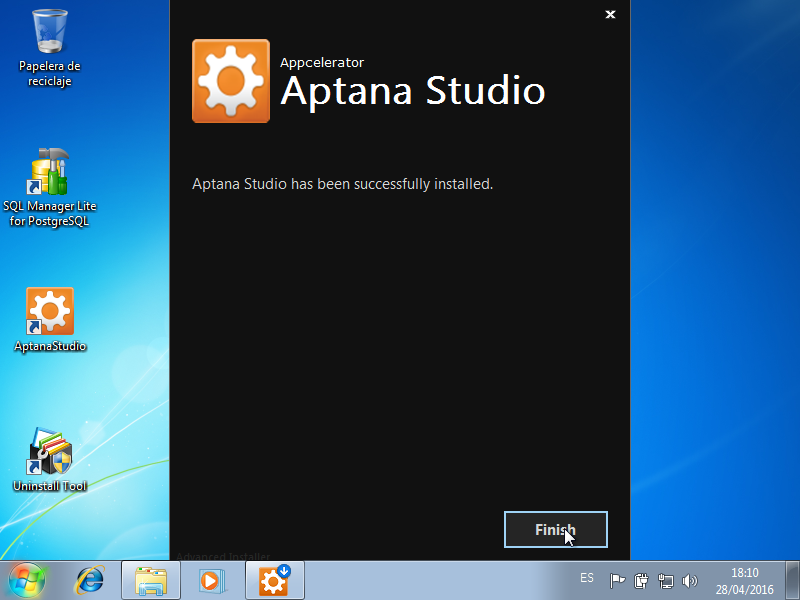 Papelera de
reciclaje
SQL Manager Lite
for PostgreSQL
AptanaStudio
Uninstall Tool
Appcelerator
Aptana Studio
Aptana Studio has been successfully installed.
Finish
Advanced Installer
ES
18:10
28/04/2016